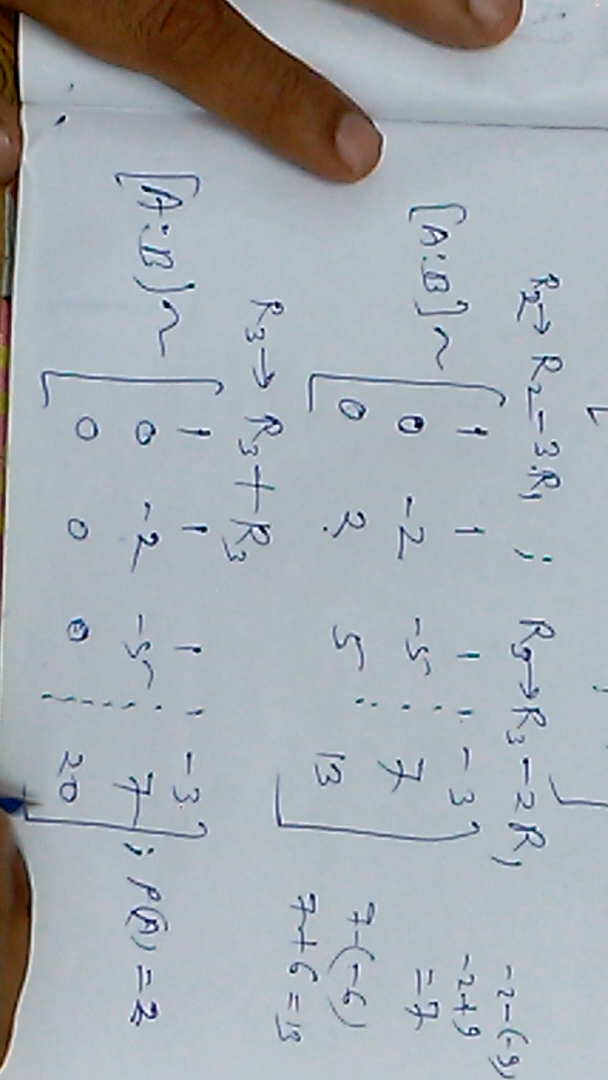 R2→ R2 - 3R1 ; R3→R3 - 2R1
[A:B] ~ [ 1 1 1 : -3
0 -2 -5 : 7
0 2 5 : 13 ]
-2-(-9)
-2+9
=7
7-(-6)
7+6=13
R3→ R3 + R3
[A:B] ~ [ 1 1 1 : -3
0 -2 -5 : 7
0 0 0 : 20 ] ; ρ(A) = 2